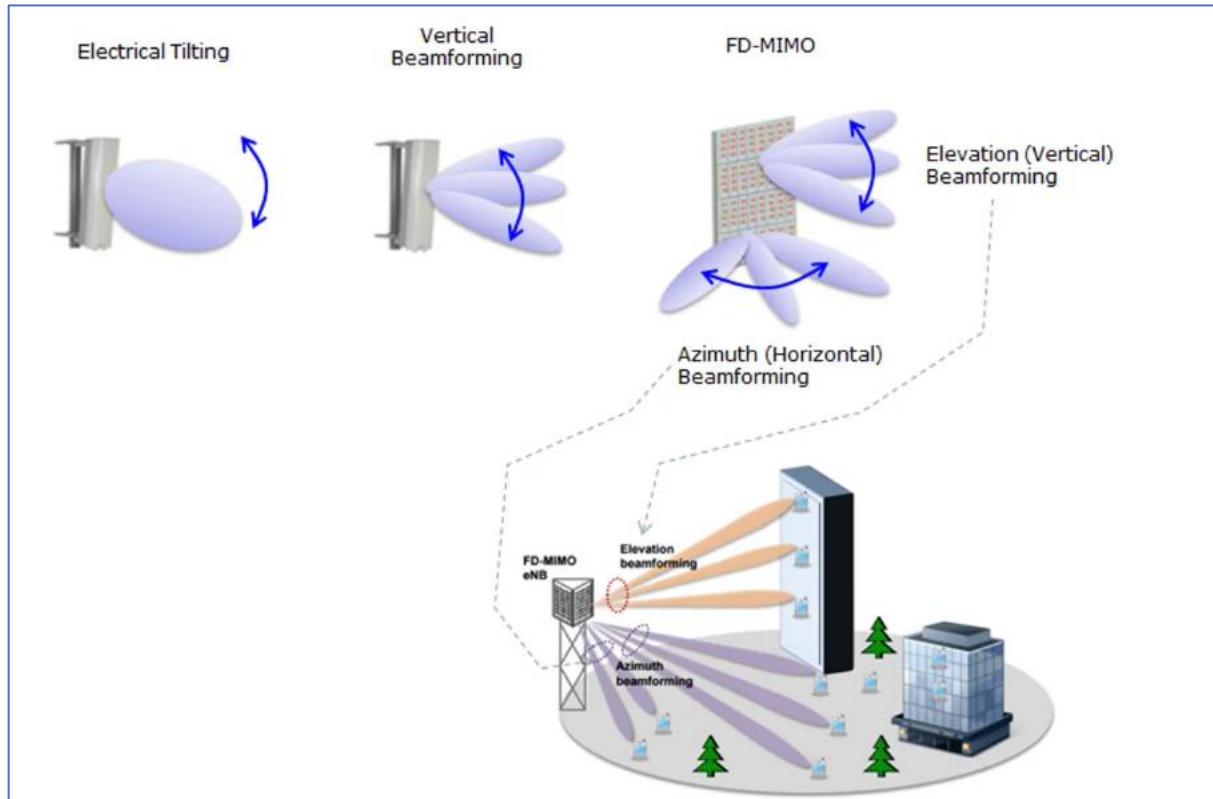 Electrical Tilting
Vertical
Beamforming
FD-MIMO
Elevation (Vertical)
Beamforming
Azimuth (Horizontal)
Beamforming
FD-MIMO
eNB
Elevation
beamforming
Azimuth
beamforming